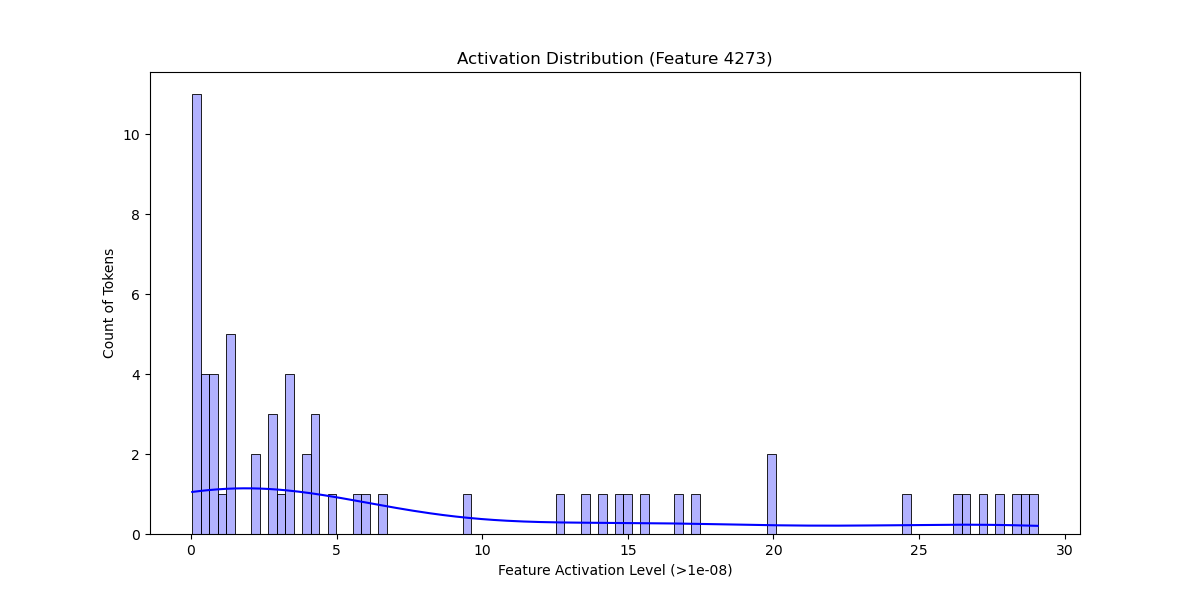 Activation Distribution (Feature 4273)
10
8
6
4
2
0
Count of Tokens
0 5 10 15 20 25 30
Feature Activation Level (>1e-08)